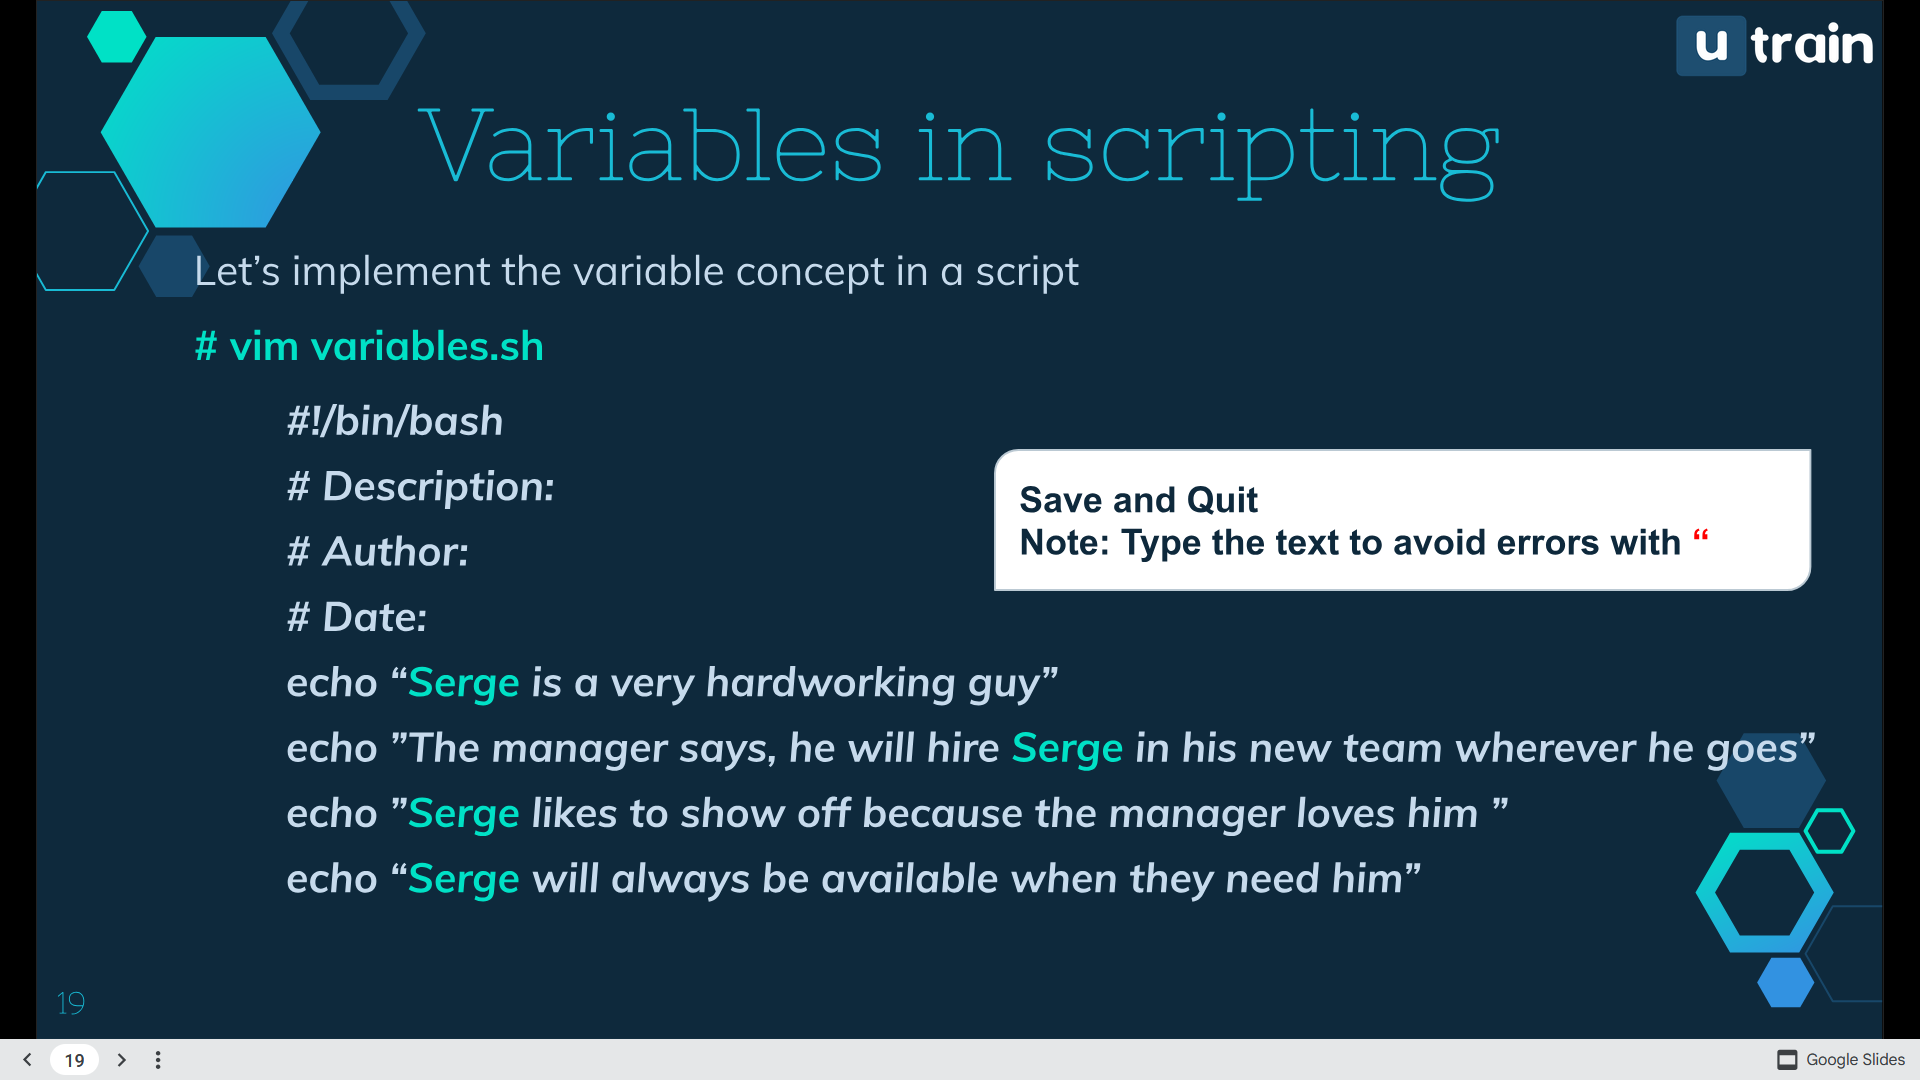 u train
Variables in scripting
Let’s implement the variable concept in a script
# vim variables.sh
#!/bin/bash
# Description:
# Author:
# Date:
echo “Serge is a very hardworking guy”
echo ”The manager says, he will hire Serge in his new team wherever he goes”
echo ”Serge likes to show off because the manager loves him ”
echo “Serge will always be available when they need him”
Save and Quit
Note: Type the text to avoid errors with “
19
19
Google Slides